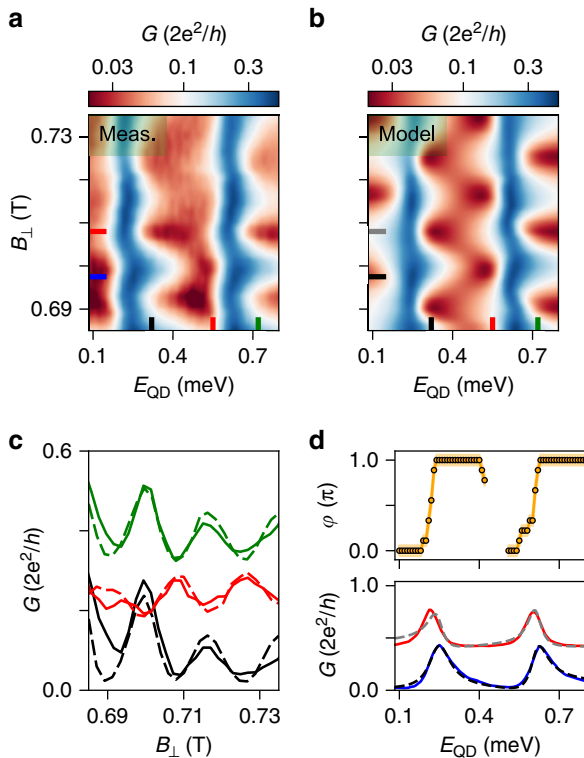 a
G (2e²/h)
0.03 0.1 0.3
Meas.
0.73
0.69
B⊥ (T)
0.1 0.4 0.7
E_QD (meV)
b
G (2e²/h)
0.03 0.1 0.3
Model
0.1 0.4 0.7
E_QD (meV)
c
0.6
0.0
G (2e²/h)
0.69 0.71 0.73
B⊥ (T)
d
1.0
0.0
φ (π)
1.0
0.0
G (2e²/h)
0.1 0.4 0.7
E_QD (meV)